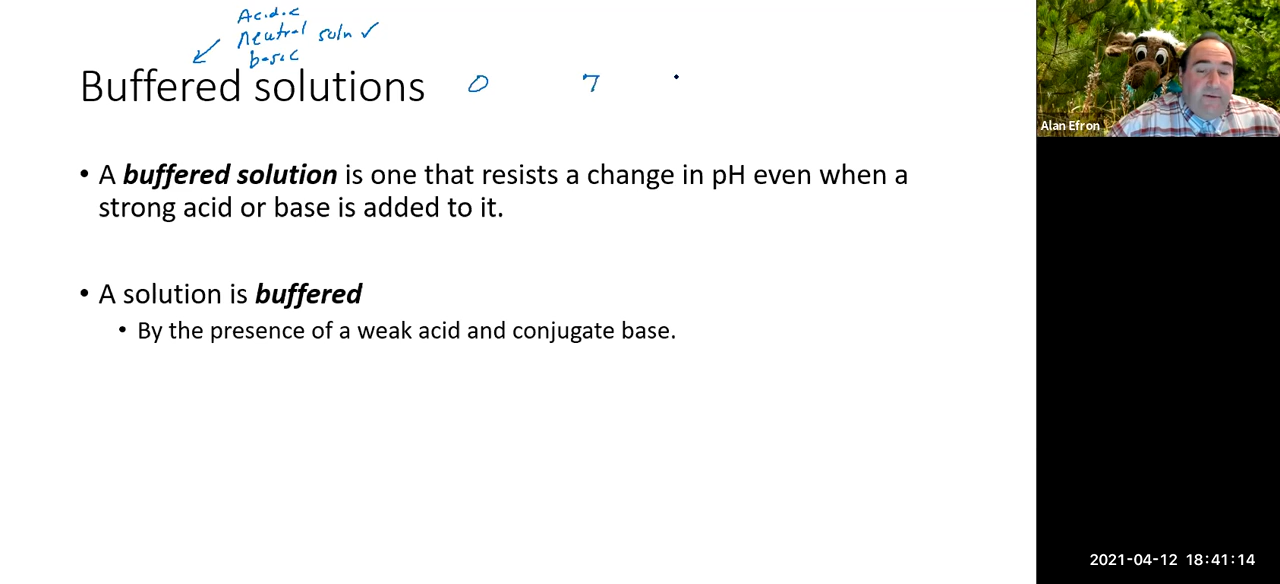 Acidic
neutral soln ✓
basic
Buffered solutions 0 7
• A buffered solution is one that resists a change in pH even when a
strong acid or base is added to it.
• A solution is buffered
• By the presence of a weak acid and conjugate base.
Alan Efron
2021-04-12 18:41:14